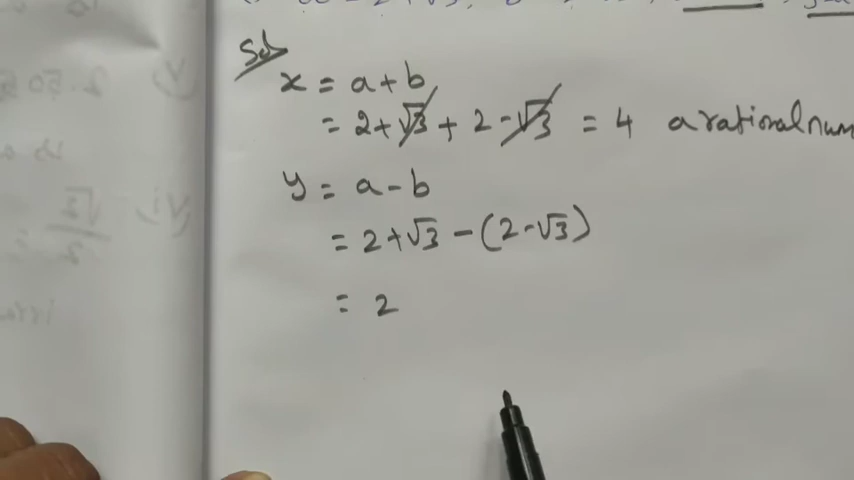 Sol
x = a + b
= 2 + √3 + 2 - √3 = 4 a rational num
y = a - b
= 2 + √3 - (2 - √3)
= 2